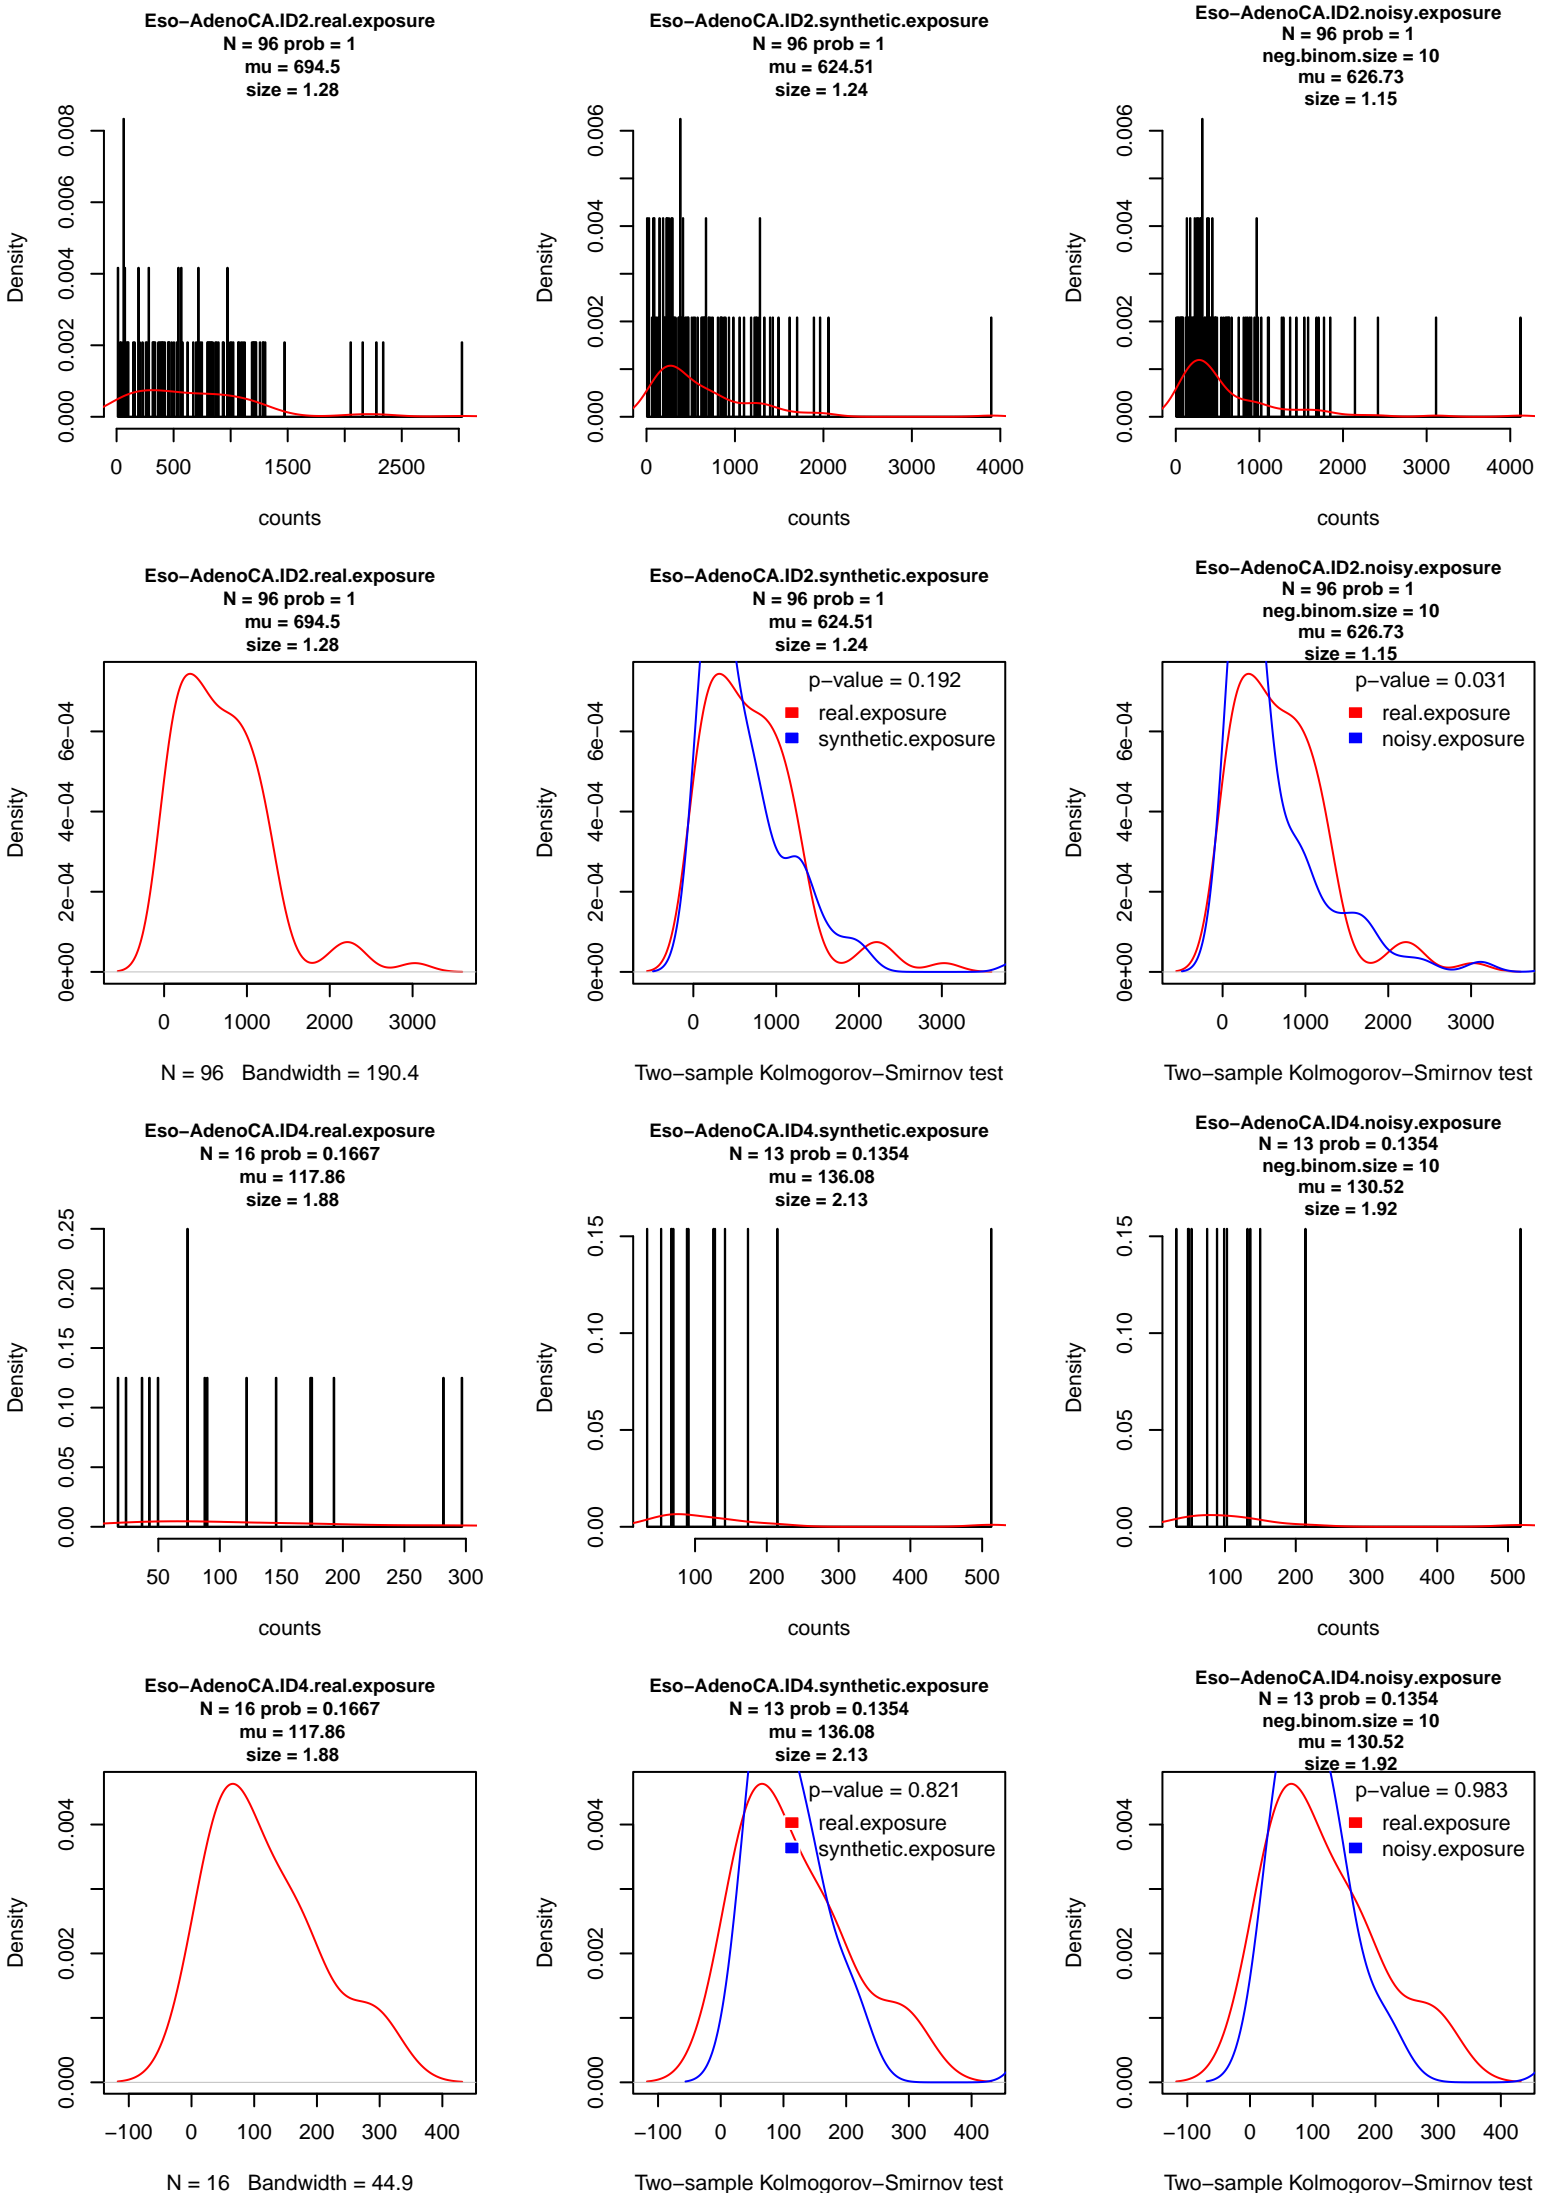 Eso−AdenoCA.ID2.real.exposure
N = 96 prob = 1
mu = 694.5
size = 1.28
Density
0.000 0.002 0.004 0.006 0.008
0 500 1500 2500
counts
Eso−AdenoCA.ID2.synthetic.exposure
N = 96 prob = 1
mu = 624.51
size = 1.24
Density
0.000 0.002 0.004 0.006
0 1000 2000 3000 4000
counts
Eso−AdenoCA.ID2.noisy.exposure
N = 96 prob = 1
neg.binom.size = 10
mu = 626.73
size = 1.15
Density
0.000 0.002 0.004 0.006
0 1000 2000 3000 4000
counts
Eso−AdenoCA.ID2.real.exposure
N = 96 prob = 1
mu = 694.5
size = 1.28
Density
0e+00 2e−04 4e−04 6e−04
0 1000 2000 3000
N = 96 Bandwidth = 190.4
Eso−AdenoCA.ID2.synthetic.exposure
N = 96 prob = 1
mu = 624.51
size = 1.24
p−value = 0.192
real.exposure
synthetic.exposure
Density
0e+00 2e−04 4e−04 6e−04
0 1000 2000 3000
Two−sample Kolmogorov−Smirnov test
Eso−AdenoCA.ID2.noisy.exposure
N = 96 prob = 1
neg.binom.size = 10
mu = 626.73
size = 1.15
p−value = 0.031
real.exposure
noisy.exposure
Density
0e+00 2e−04 4e−04 6e−04
0 1000 2000 3000
Two−sample Kolmogorov−Smirnov test
Eso−AdenoCA.ID4.real.exposure
N = 16 prob = 0.1667
mu = 117.86
size = 1.88
Density
0.00 0.05 0.10 0.15 0.20 0.25
50 100 150 200 250 300
counts
Eso−AdenoCA.ID4.synthetic.exposure
N = 13 prob = 0.1354
mu = 136.08
size = 2.13
Density
0.00 0.05 0.10 0.15
100 200 300 400 500
counts
Eso−AdenoCA.ID4.noisy.exposure
N = 13 prob = 0.1354
neg.binom.size = 10
mu = 130.52
size = 1.92
Density
0.00 0.05 0.10 0.15
100 200 300 400 500
counts
Eso−AdenoCA.ID4.real.exposure
N = 16 prob = 0.1667
mu = 117.86
size = 1.88
Density
0.000 0.002 0.004
−100 0 100 200 300 400
N = 16 Bandwidth = 44.9
Eso−AdenoCA.ID4.synthetic.exposure
N = 13 prob = 0.1354
mu = 136.08
size = 2.13
p−value = 0.821
real.exposure
synthetic.exposure
Density
0.000 0.002 0.004
−100 0 100 200 300 400
Two−sample Kolmogorov−Smirnov test
Eso−AdenoCA.ID4.noisy.exposure
N = 13 prob = 0.1354
neg.binom.size = 10
mu = 130.52
size = 1.92
p−value = 0.983
real.exposure
noisy.exposure
Density
0.000 0.002 0.004
−100 0 100 200 300 400
Two−sample Kolmogorov−Smirnov test